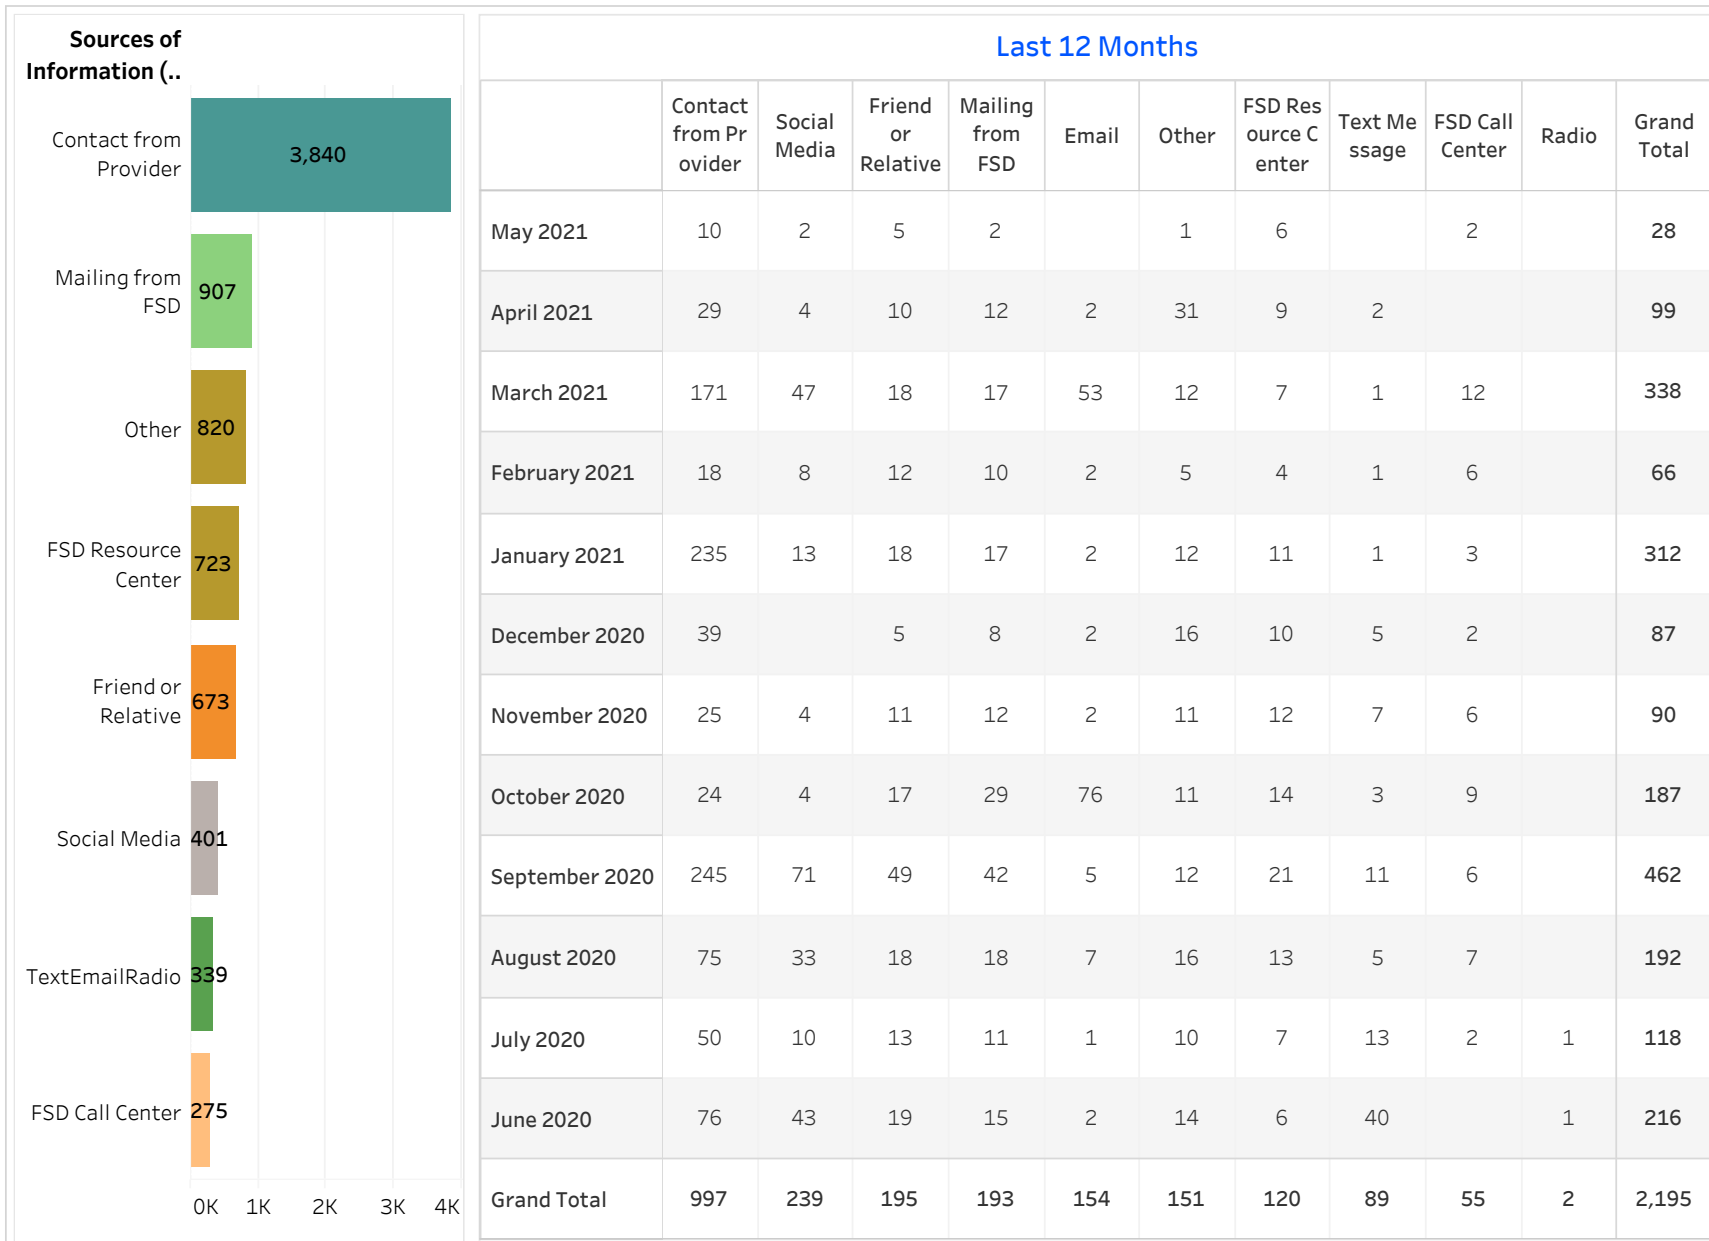 Sources of
Information (..
Contact from
Provider
3,840
Mailing from
FSD
907
Other
820
FSD Resource
Center
723
Friend or
Relative
673
Social Media
401
TextEmailRadio
339
FSD Call Center
275
0K 1K 2K 3K 4K
Last 12 Months
Contact
from Pr
ovider
Social
Media
Friend
or
Relative
Mailing
from
FSD
Email
Other
FSD Res
ource C
enter
Text Me
ssage
FSD Call
Center
Radio
Grand
Total
May 2021 10 2 5 2 1 6 2 28
April 2021 29 4 10 12 2 31 9 2 99
March 2021 171 47 18 17 53 12 7 1 12 338
February 2021 18 8 12 10 2 5 4 1 6 66
January 2021 235 13 18 17 2 12 11 1 3 312
December 2020 39 5 8 2 16 10 5 2 87
November 2020 25 4 11 12 2 11 12 7 6 90
October 2020 24 4 17 29 76 11 14 3 9 187
September 2020 245 71 49 42 5 12 21 11 6 462
August 2020 75 33 18 18 7 16 13 5 7 192
July 2020 50 10 13 11 1 10 7 13 2 1 118
June 2020 76 43 19 15 2 14 6 40 1 216
Grand Total 997 239 195 193 154 151 120 89 55 2 2,195